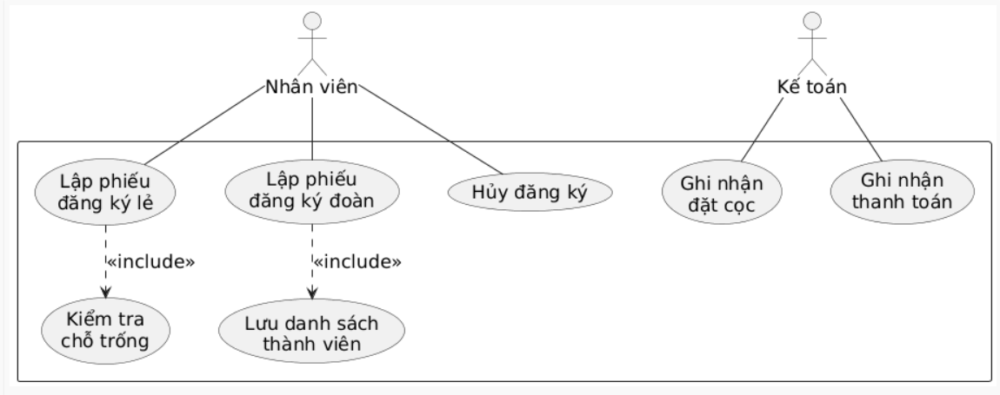 Nhân viên
Kế toán
Lập phiếu
đăng ký lẻ
Lập phiếu
đăng ký đoàn
Hủy đăng ký
Ghi nhận
đặt cọc
Ghi nhận
thanh toán
«include»
«include»
Kiểm tra
chỗ trống
Lưu danh sách
thành viên